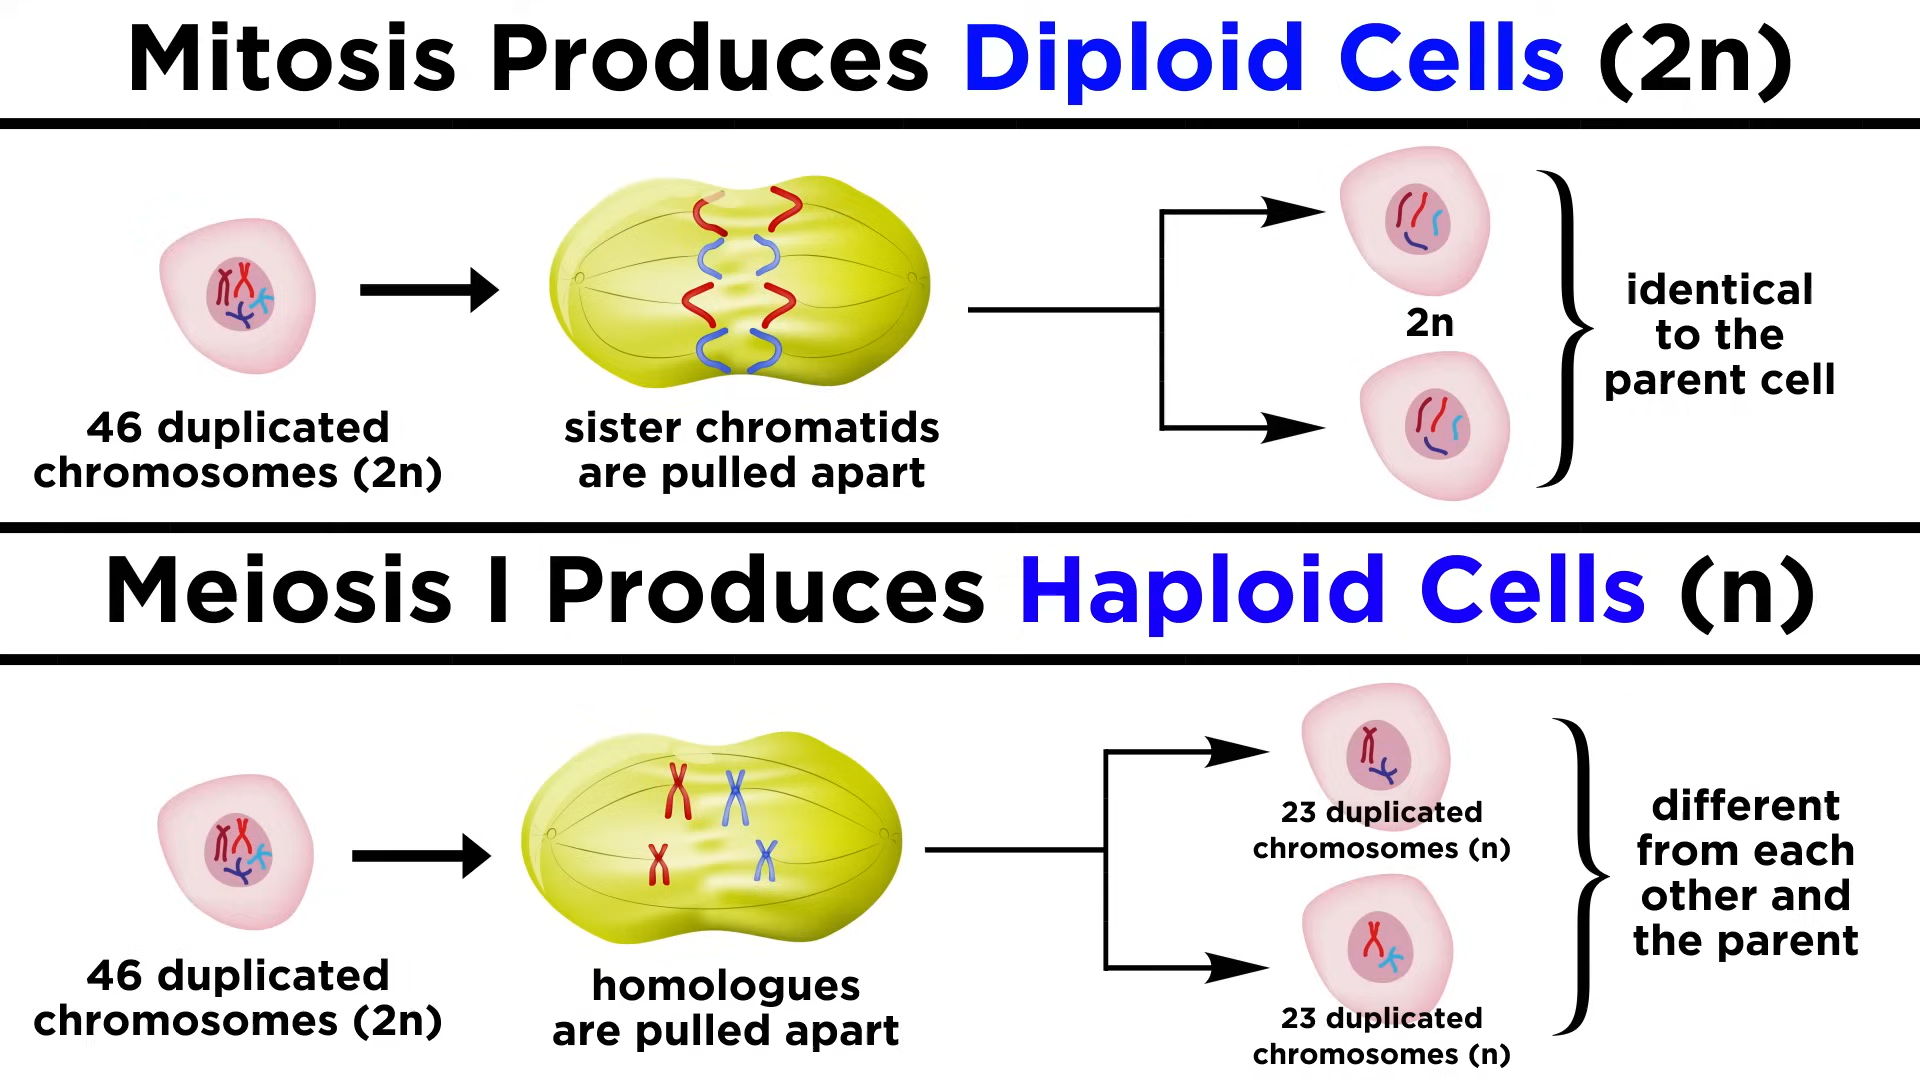 Mitosis Produces Diploid Cells (2n)
46 duplicated
chromosomes (2n)
sister chromatids
are pulled apart
2n
identical
to the
parent cell
Meiosis I Produces Haploid Cells (n)
46 duplicated
chromosomes (2n)
homologues
are pulled apart
23 duplicated
chromosomes (n)
23 duplicated
chromosomes (n)
different
from each
other and
the parent